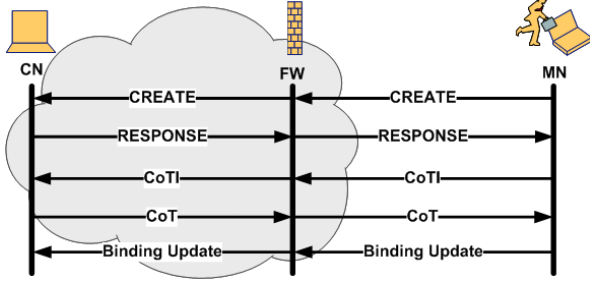 CN
FW
MN
CREATE CREATE
RESPONSE RESPONSE
CoTI CoTI
CoT CoT
Binding Update Binding Update